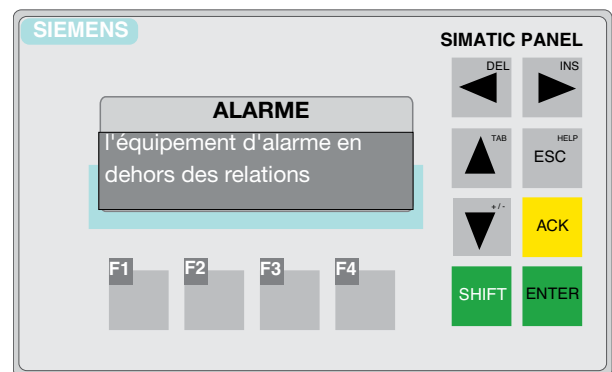 SIEMENS
SIMATIC PANEL
DEL
INS
ALARME
l'équipement d'alarme en
dehors des relations
TAB
HELP
ESC
+/-
ACK
F1
F2
F3
F4
SHIFT
ENTER